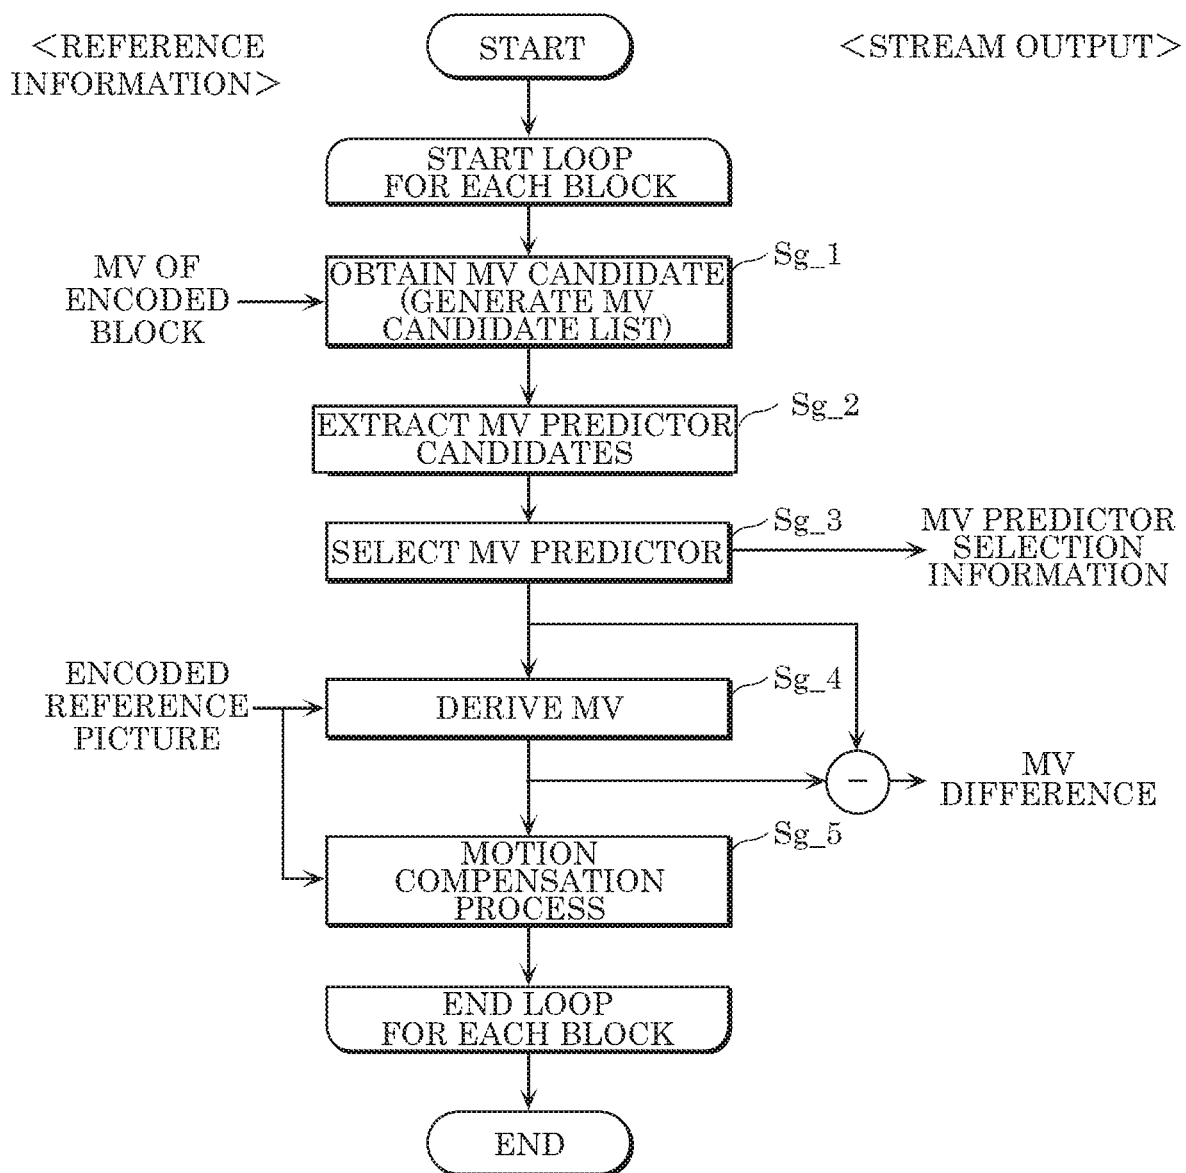 <REFERENCE
INFORMATION>
START
<STREAM OUTPUT>
START LOOP
FOR EACH BLOCK
MV OF
ENCODED
BLOCK
OBTAIN MV CANDIDATE
(GENERATE MV
CANDIDATE LIST)
Sg_1
EXTRACT MV PREDICTOR
CANDIDATES
Sg_2
SELECT MV PREDICTOR
Sg_3
MV PREDICTOR
SELECTION
INFORMATION
ENCODED
REFERENCE
PICTURE
DERIVE MV
Sg_4
−
MV
DIFFERENCE
MOTION
COMPENSATION
PROCESS
Sg_5
END LOOP
FOR EACH BLOCK
END